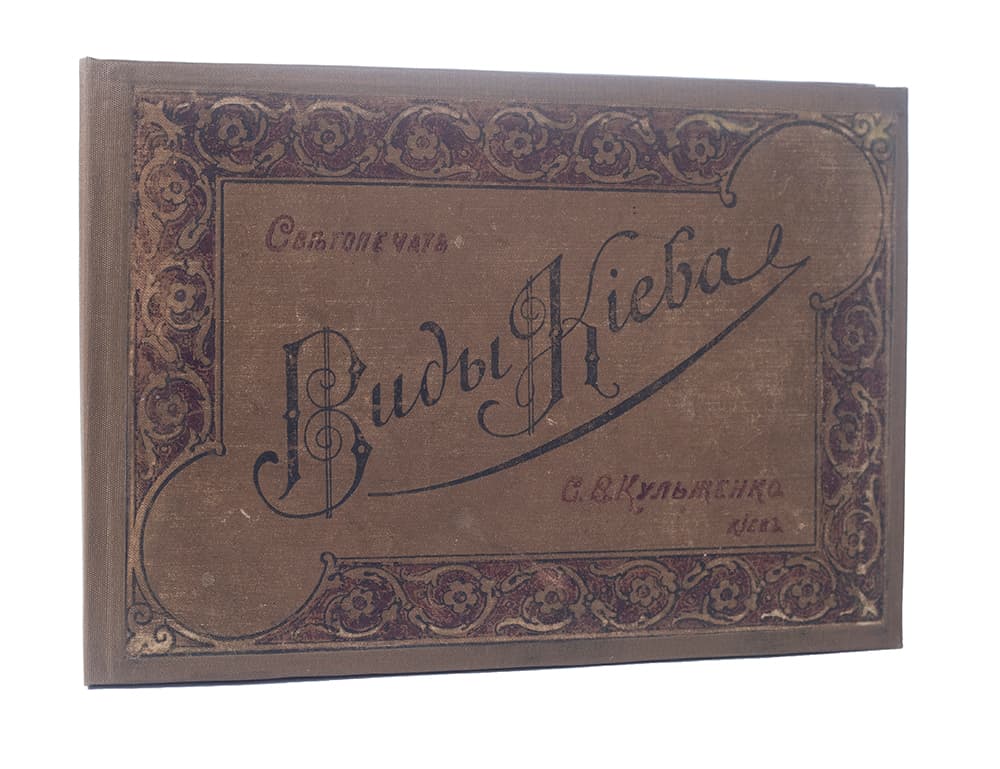 Свѣтопечать
Виды Кіева
С. В. Кульженко
Кіевъ